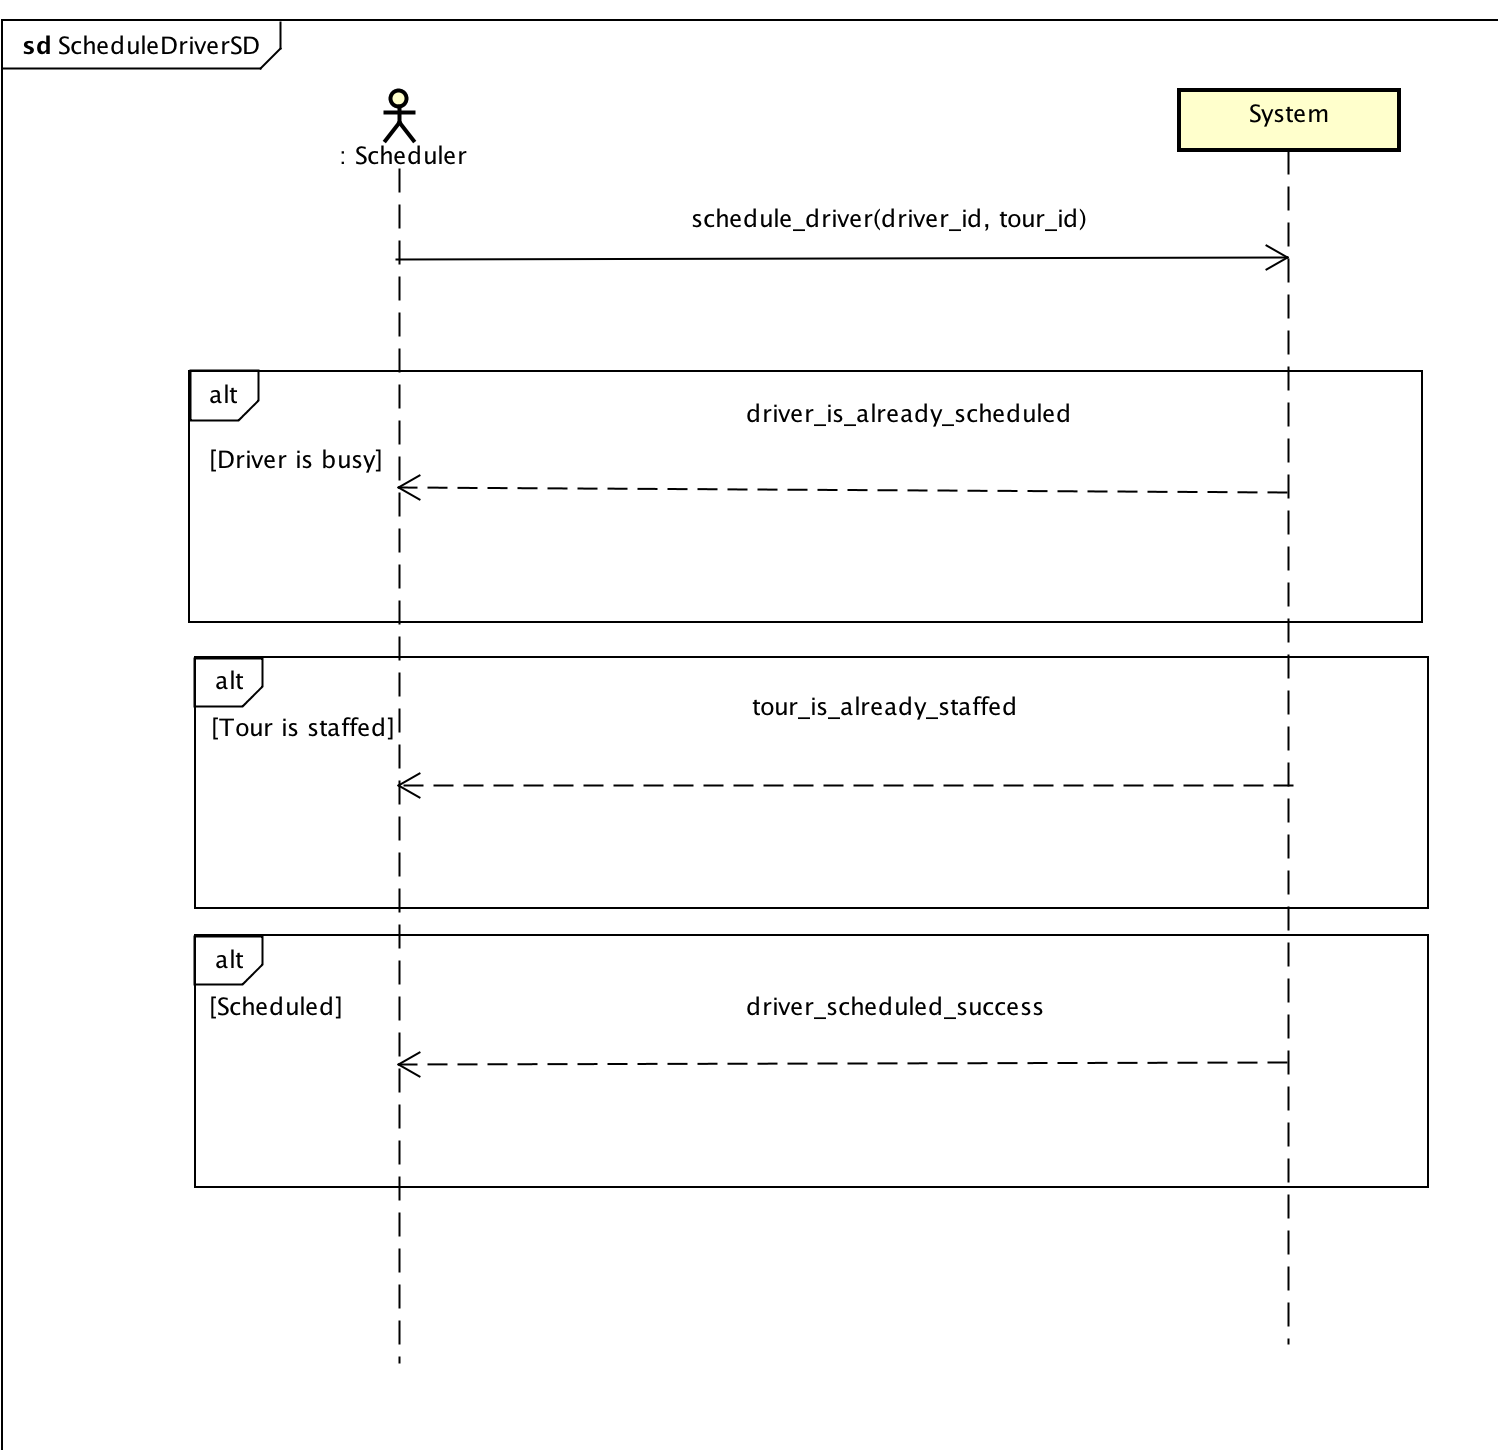 sd ScheduleDriverSD
: Scheduler
System
schedule_driver(driver_id, tour_id)
alt
driver_is_already_scheduled
[Driver is busy]
alt
tour_is_already_staffed
[Tour is staffed]
alt
[Scheduled]
driver_scheduled_success